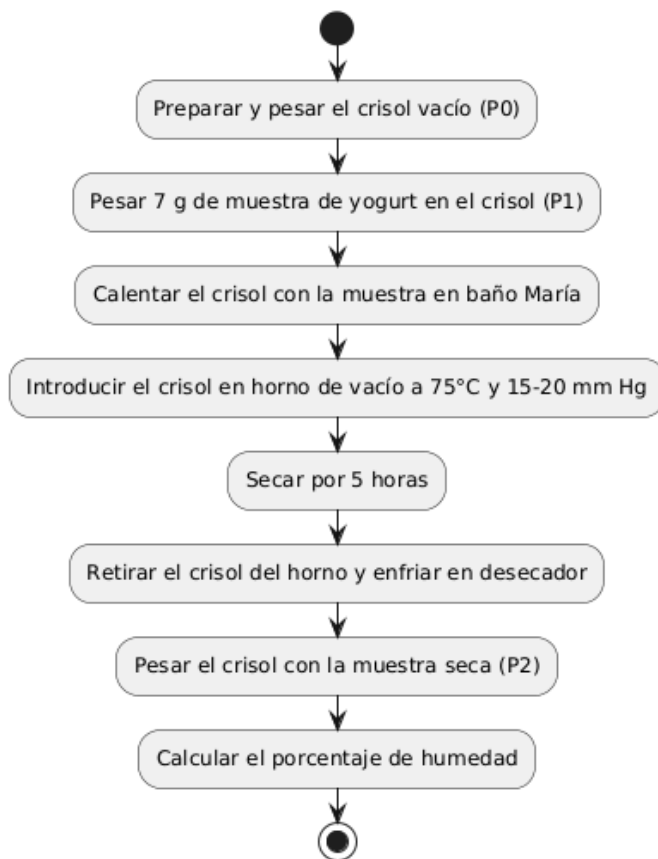 Preparar y pesar el crisol vacío (P0)
Pesar 7 g de muestra de yogurt en el crisol (P1)
Calentar el crisol con la muestra en baño María
Introducir el crisol en horno de vacío a 75°C y 15-20 mm Hg
Secar por 5 horas
Retirar el crisol del horno y enfriar en desecador
Pesar el crisol con la muestra seca (P2)
Calcular el porcentaje de humedad